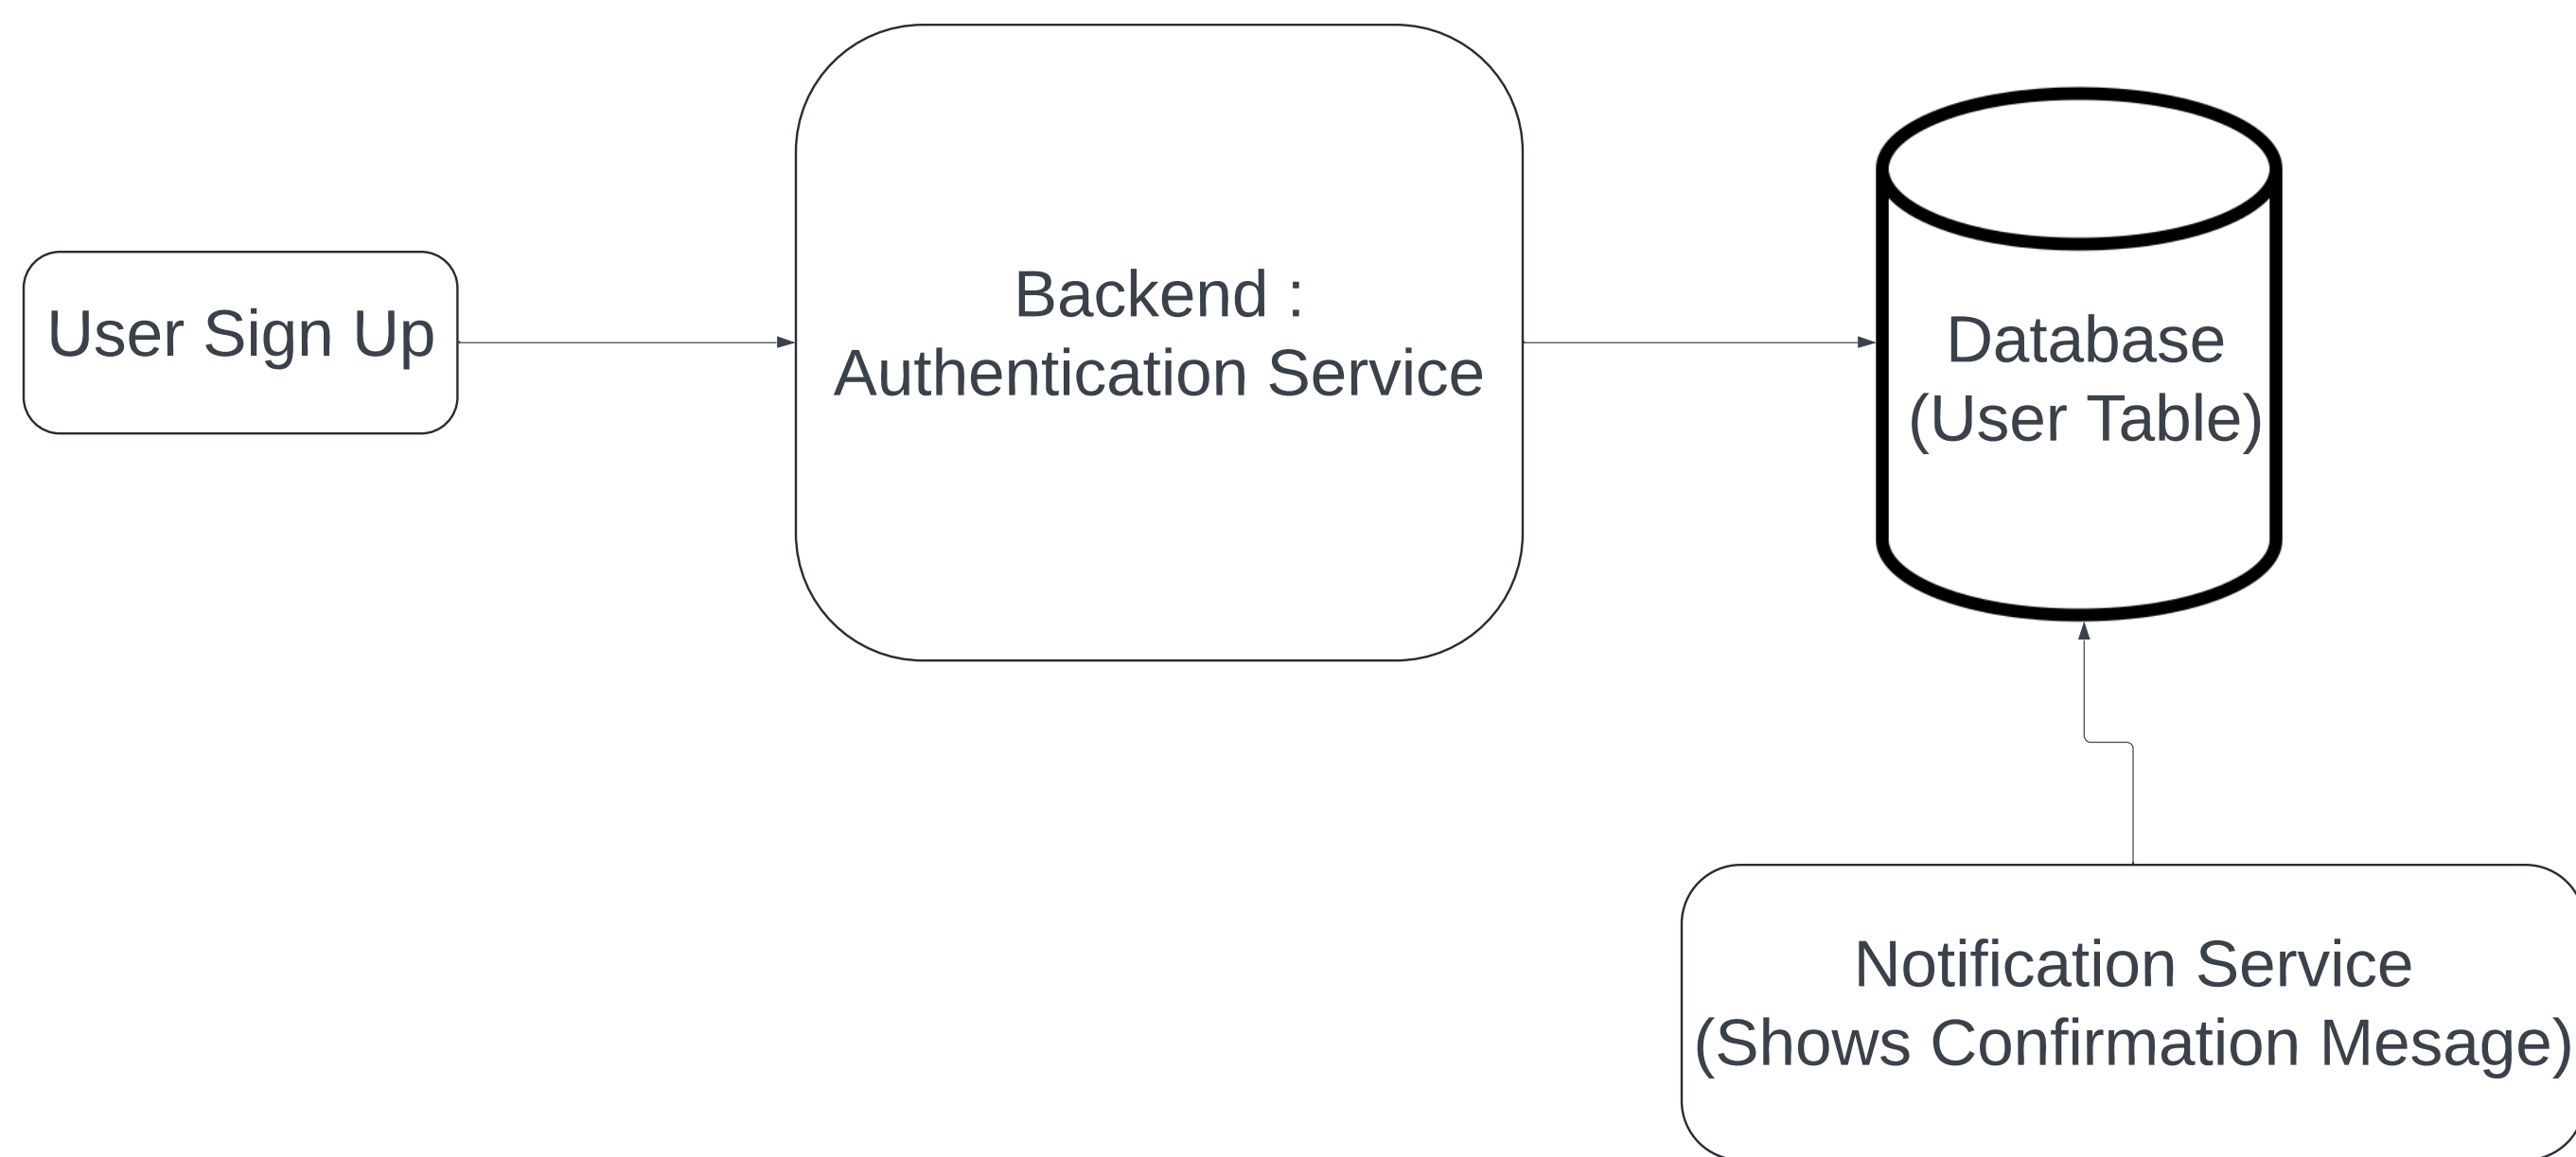 User Sign Up
Backend :
Authentication Service
Database
(User Table)
Notification Service
(Shows Confirmation Mesage)